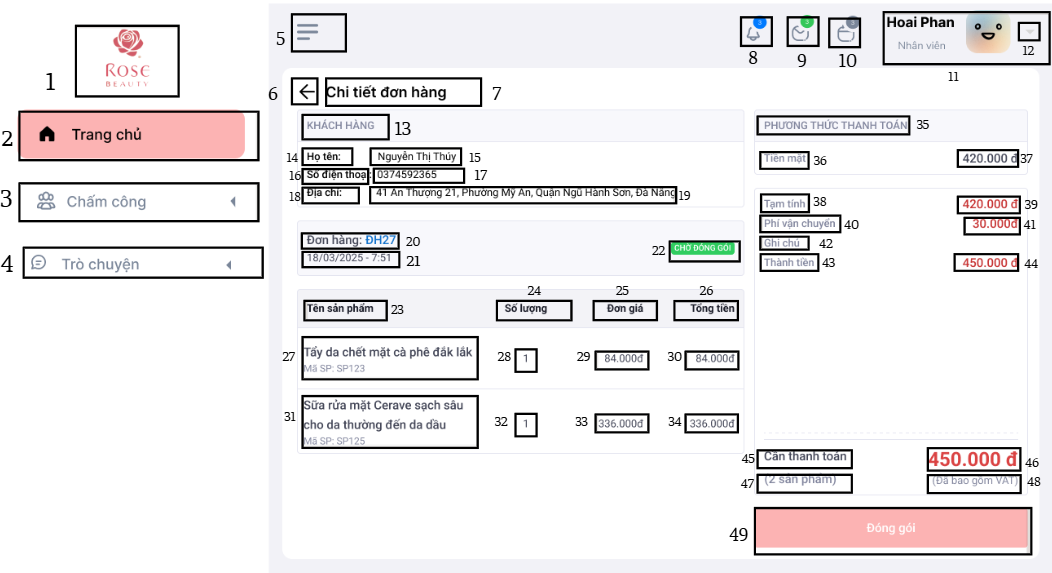 1
ROSE
BEAUTY
2 Trang chủ
3 Chấm công
4 Trò chuyện
5
3
8
3
9
3
10
Hoai Phan
Nhân viên
11
12
6
Chi tiết đơn hàng 7
KHÁCH HÀNG 13
14 Họ tên: Nguyễn Thị Thúy 15
16 Số điện thoại: 0374592365 17
18 Địa chỉ: 41 An Thượng 21, Phường Mỹ An, Quận Ngũ Hành Sơn, Đà Nẵng 19
Đơn hàng: ĐH27 20
18/03/2025 - 7:51 21
22 CHỜ ĐÓNG GÓI
24 25 26
Tên sản phẩm 23 Số lượng Đơn giá Tổng tiền
27 Tẩy da chết mặt cà phê đắk lắk
Mã SP: SP123
28 1 29 84.000đ 30 84.000đ
31 Sữa rửa mặt Cerave sạch sâu
cho da thường đến da dầu
Mã SP: SP125
32 1 33 336.000đ 34 336.000đ
PHƯƠNG THỨC THANH TOÁN 35
Tiền mặt 36 420.000 đ 37
Tạm tính 38 420.000 đ 39
Phí vận chuyển 40 30.000đ 41
Ghi chú 42
Thành tiền 43 450.000 đ 44
45 Cần thanh toán 450.000 đ 46
47 (2 sản phẩm) (Đã bao gồm VAT) 48
49 Đóng gói